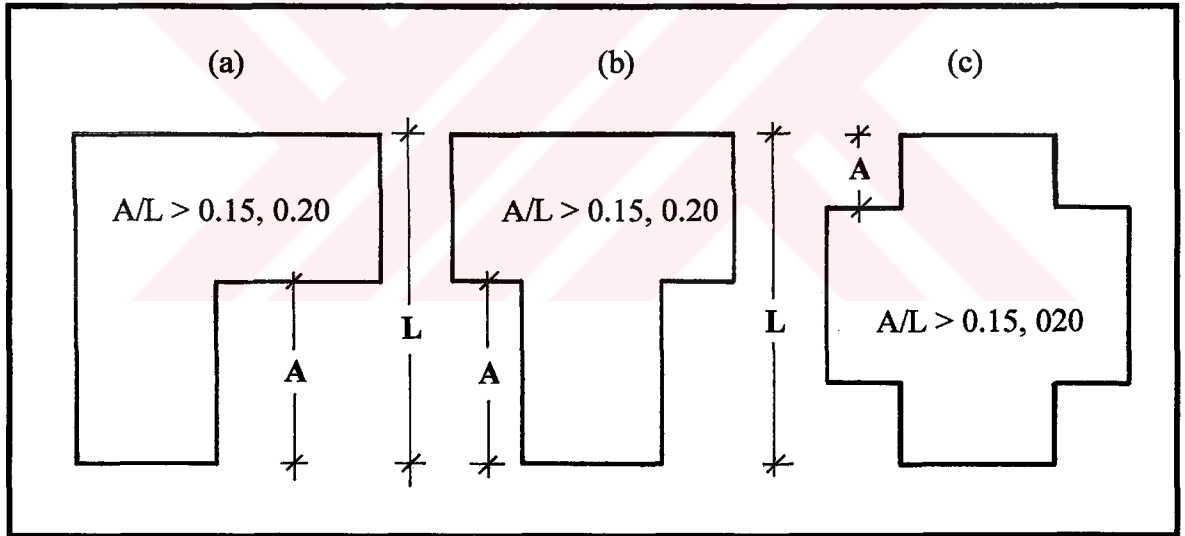 (a) (b) (c)
A
A/L > 0.15, 0.20 A/L > 0.15, 0.20
L L A/L > 0.15, 020
A A